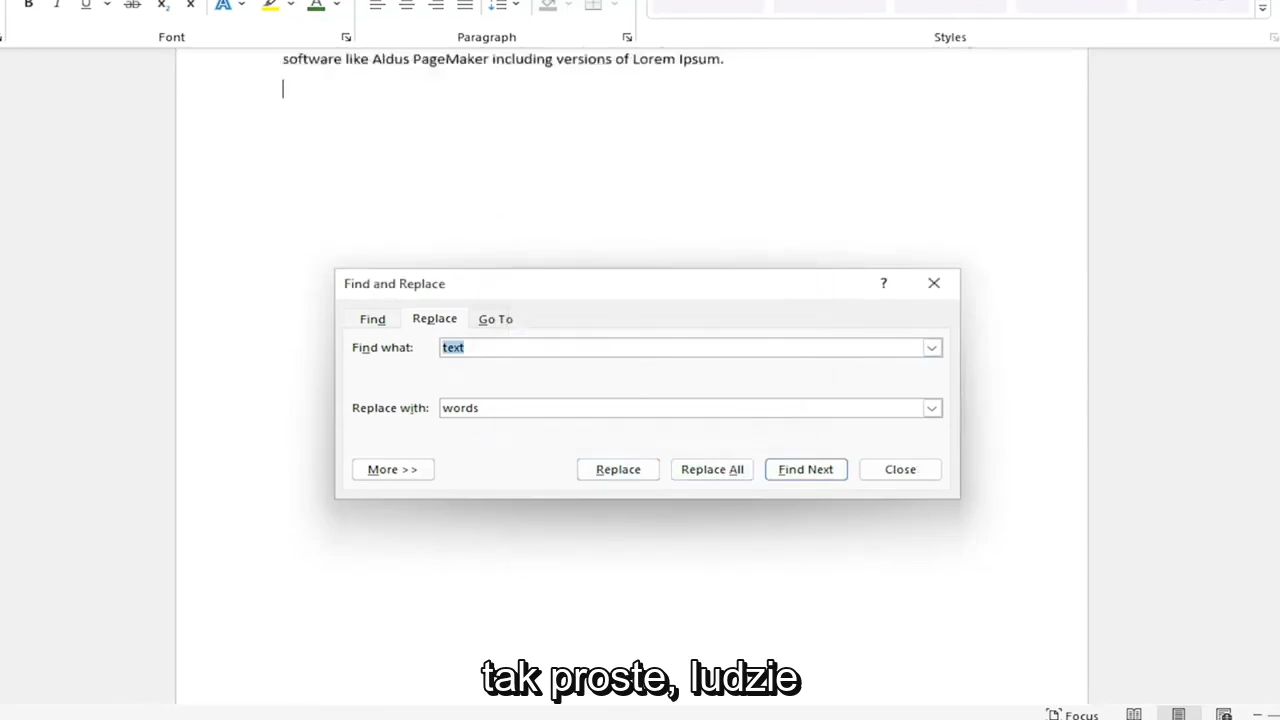 Font
Paragraph
Styles
software like Aldus PageMaker including versions of Lorem Ipsum.
Find and Replace
?
Find
Replace
Go To
Find what:
text
Replace with:
words
More >>
Replace
Replace All
Find Next
Close
tak proste, ludzie
Focus